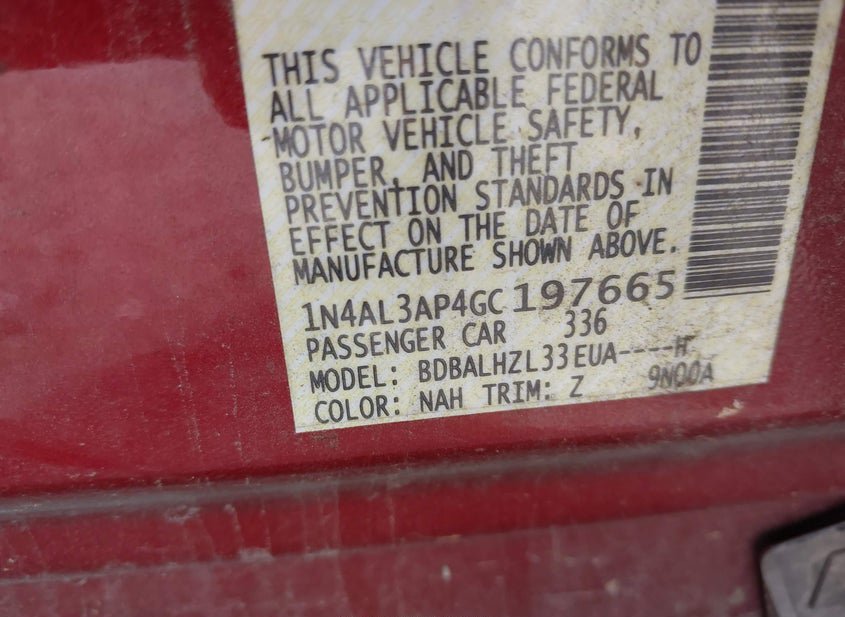 THIS VEHICLE CONFORMS TO
ALL APPLICABLE FEDERAL
MOTOR VEHICLE SAFETY,
BUMPER, AND THEFT
PREVENTION STANDARDS IN
EFFECT ON THE DATE OF
MANUFACTURE SHOWN ABOVE.
1N4AL3AP4GC197665
PASSENGER CAR 336
MODEL: BDBALHZL33EUA----H
COLOR: NAH TRIM: Z 9N00A